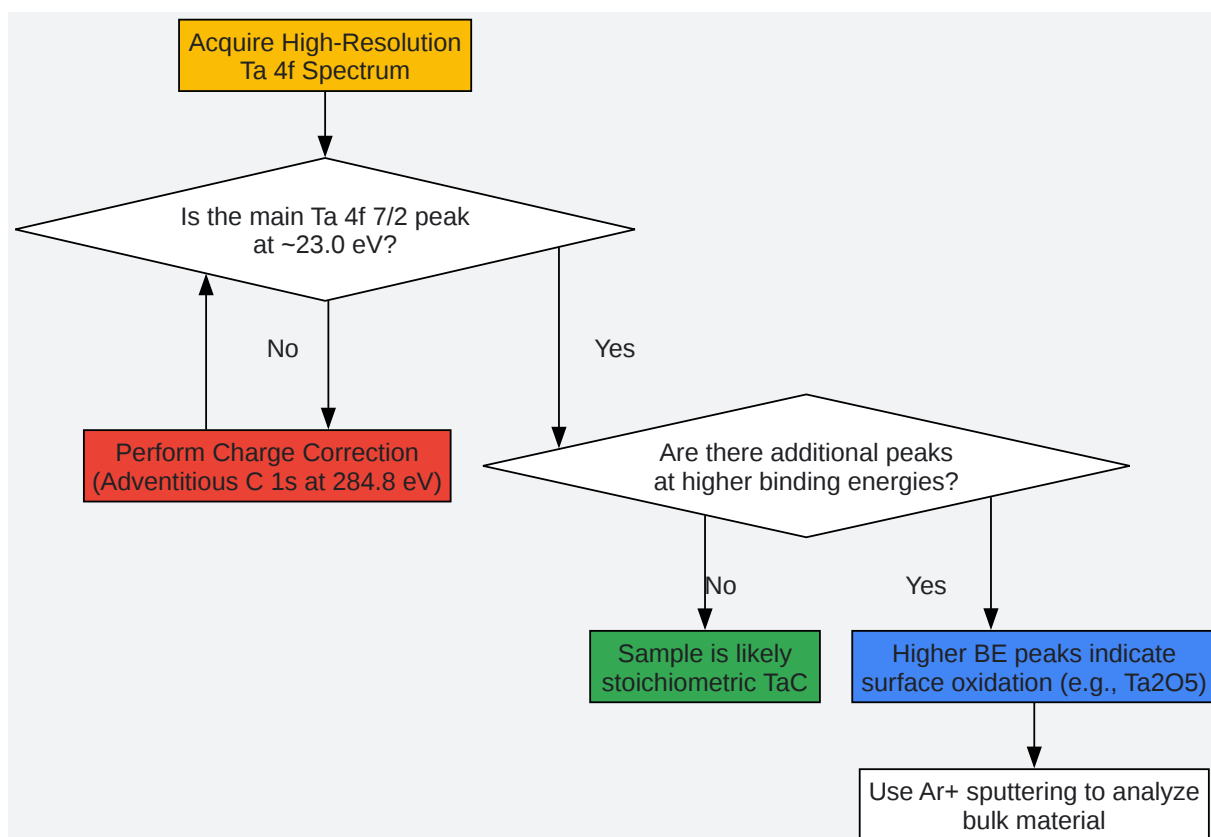 Acquire High-Resolution
Ta 4f Spectrum
Is the main Ta 4f 7/2 peak
at ~23.0 eV?
No
Yes
Perform Charge Correction
(Adventitious C 1s at 284.8 eV)
Are there additional peaks
at higher binding energies?
No
Yes
Sample is likely
stoichiometric TaC
Higher BE peaks indicate
surface oxidation (e.g., Ta2O5)
Use Ar+ sputtering to analyze
bulk material